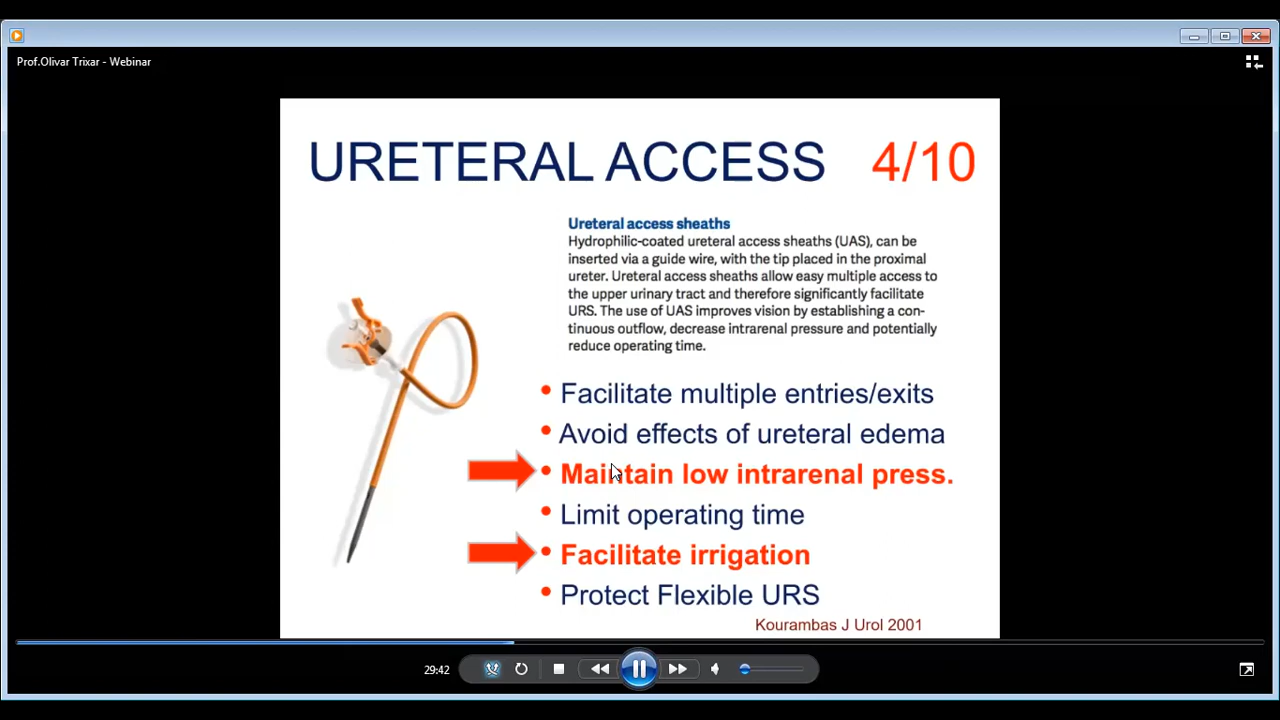 Prof.Olivar Trixar - Webinar
URETERAL ACCESS 4/10
Ureteral access sheaths
Hydrophilic-coated ureteral access sheaths (UAS), can be
inserted via a guide wire, with the tip placed in the proximal
ureter. Ureteral access sheaths allow easy multiple access to
the upper urinary tract and therefore significantly facilitate
URS. The use of UAS improves vision by establishing a con-
tinuous outflow, decrease intrarenal pressure and potentially
reduce operating time.
• Facilitate multiple entries/exits
• Avoid effects of ureteral edema
• Maintain low intrarenal press.
• Limit operating time
• Facilitate irrigation
• Protect Flexible URS
Kourambas J Urol 2001
29:42